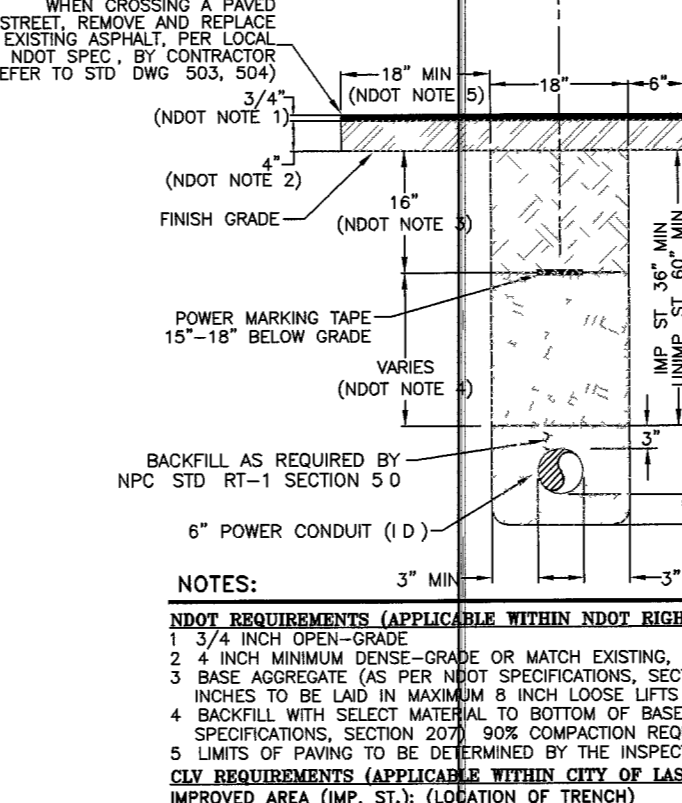 WHEN CROSSING A PAVED
STREET, REMOVE AND REPLACE
EXISTING ASPHALT, PER LOCAL
NDOT SPEC, BY CONTRACTOR
EFER TO STD DWG 503, 504)
18" MIN
(NDOT NOTE 5)
18"
6"
3/4"
(NDOT NOTE 1)
4"
(NDOT NOTE 2)
FINISH GRADE
16"
(NDOT NOTE 3)
POWER MARKING TAPE
15"-18" BELOW GRADE
VARIES
(NDOT NOTE 4)
IMP ST 36" MIN
UNIMP ST 60" MIN
3"
BACKFILL AS REQUIRED BY
NPC STD RT-1 SECTION 5 0
6" POWER CONDUIT (I D)
3" MIN
3"
NOTES:
NDOT REQUIREMENTS (APPLICABLE WITHIN NDOT RIGH
1 3/4 INCH OPEN-GRADE
2 4 INCH MINIMUM DENSE-GRADE OR MATCH EXISTING,
3 BASE AGGREGATE (AS PER NDOT SPECIFICATIONS, SEC
INCHES TO BE LAID IN MAXIMUM 8 INCH LOOSE LIFTS
4 BACKFILL WITH SELECT MATERIAL TO BOTTOM OF BASE
SPECIFICATIONS, SECTION 207) 90% COMPACTION REQ
5 LIMITS OF PAVING TO BE DETERMINED BY THE INSPEC
CLV REQUIREMENTS (APPLICABLE WITHIN CITY OF LAS
IMPROVED AREA (IMP. ST.): (LOCATION OF TRENCH)